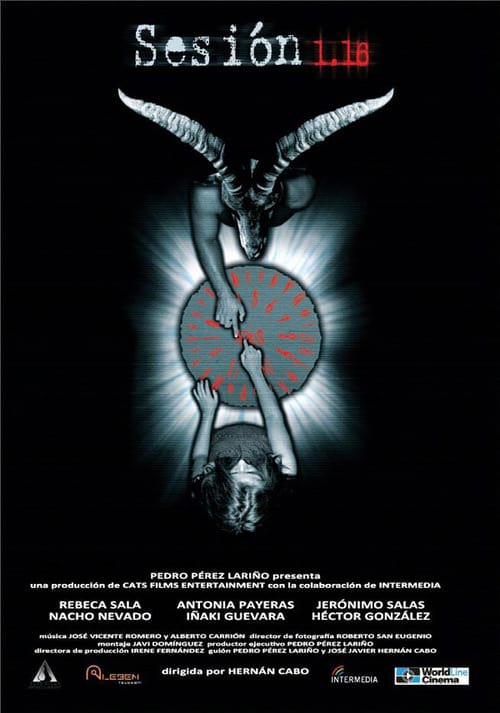 Sesión 1.16
PEDRO PÉREZ LARIÑO presenta
una producción de CATS FILMS ENTERTAINMENT con la colaboración de INTERMEDIA
REBECA SALA ANTONIA PAYERAS JERÓNIMO SALAS
NACHO NEVADO IÑAKI GUEVARA HÉCTOR GONZÁLEZ
música JOSÉ VICENTE ROMERO y ALBERTO CARRIÓN director de fotografía ROBERTO SAN EUGENIO
montaje JAVI DOMÍNGUEZ productor ejecutivo PEDRO PÉREZ LARIÑO
directora de producción IRENE FERNÁNDEZ guión PEDRO PÉREZ LARIÑO y JOSÉ JAVIER HERNÁN CABO
dirigida por HERNÁN CABO
INTERMEDIA
WorldLine
Cinema